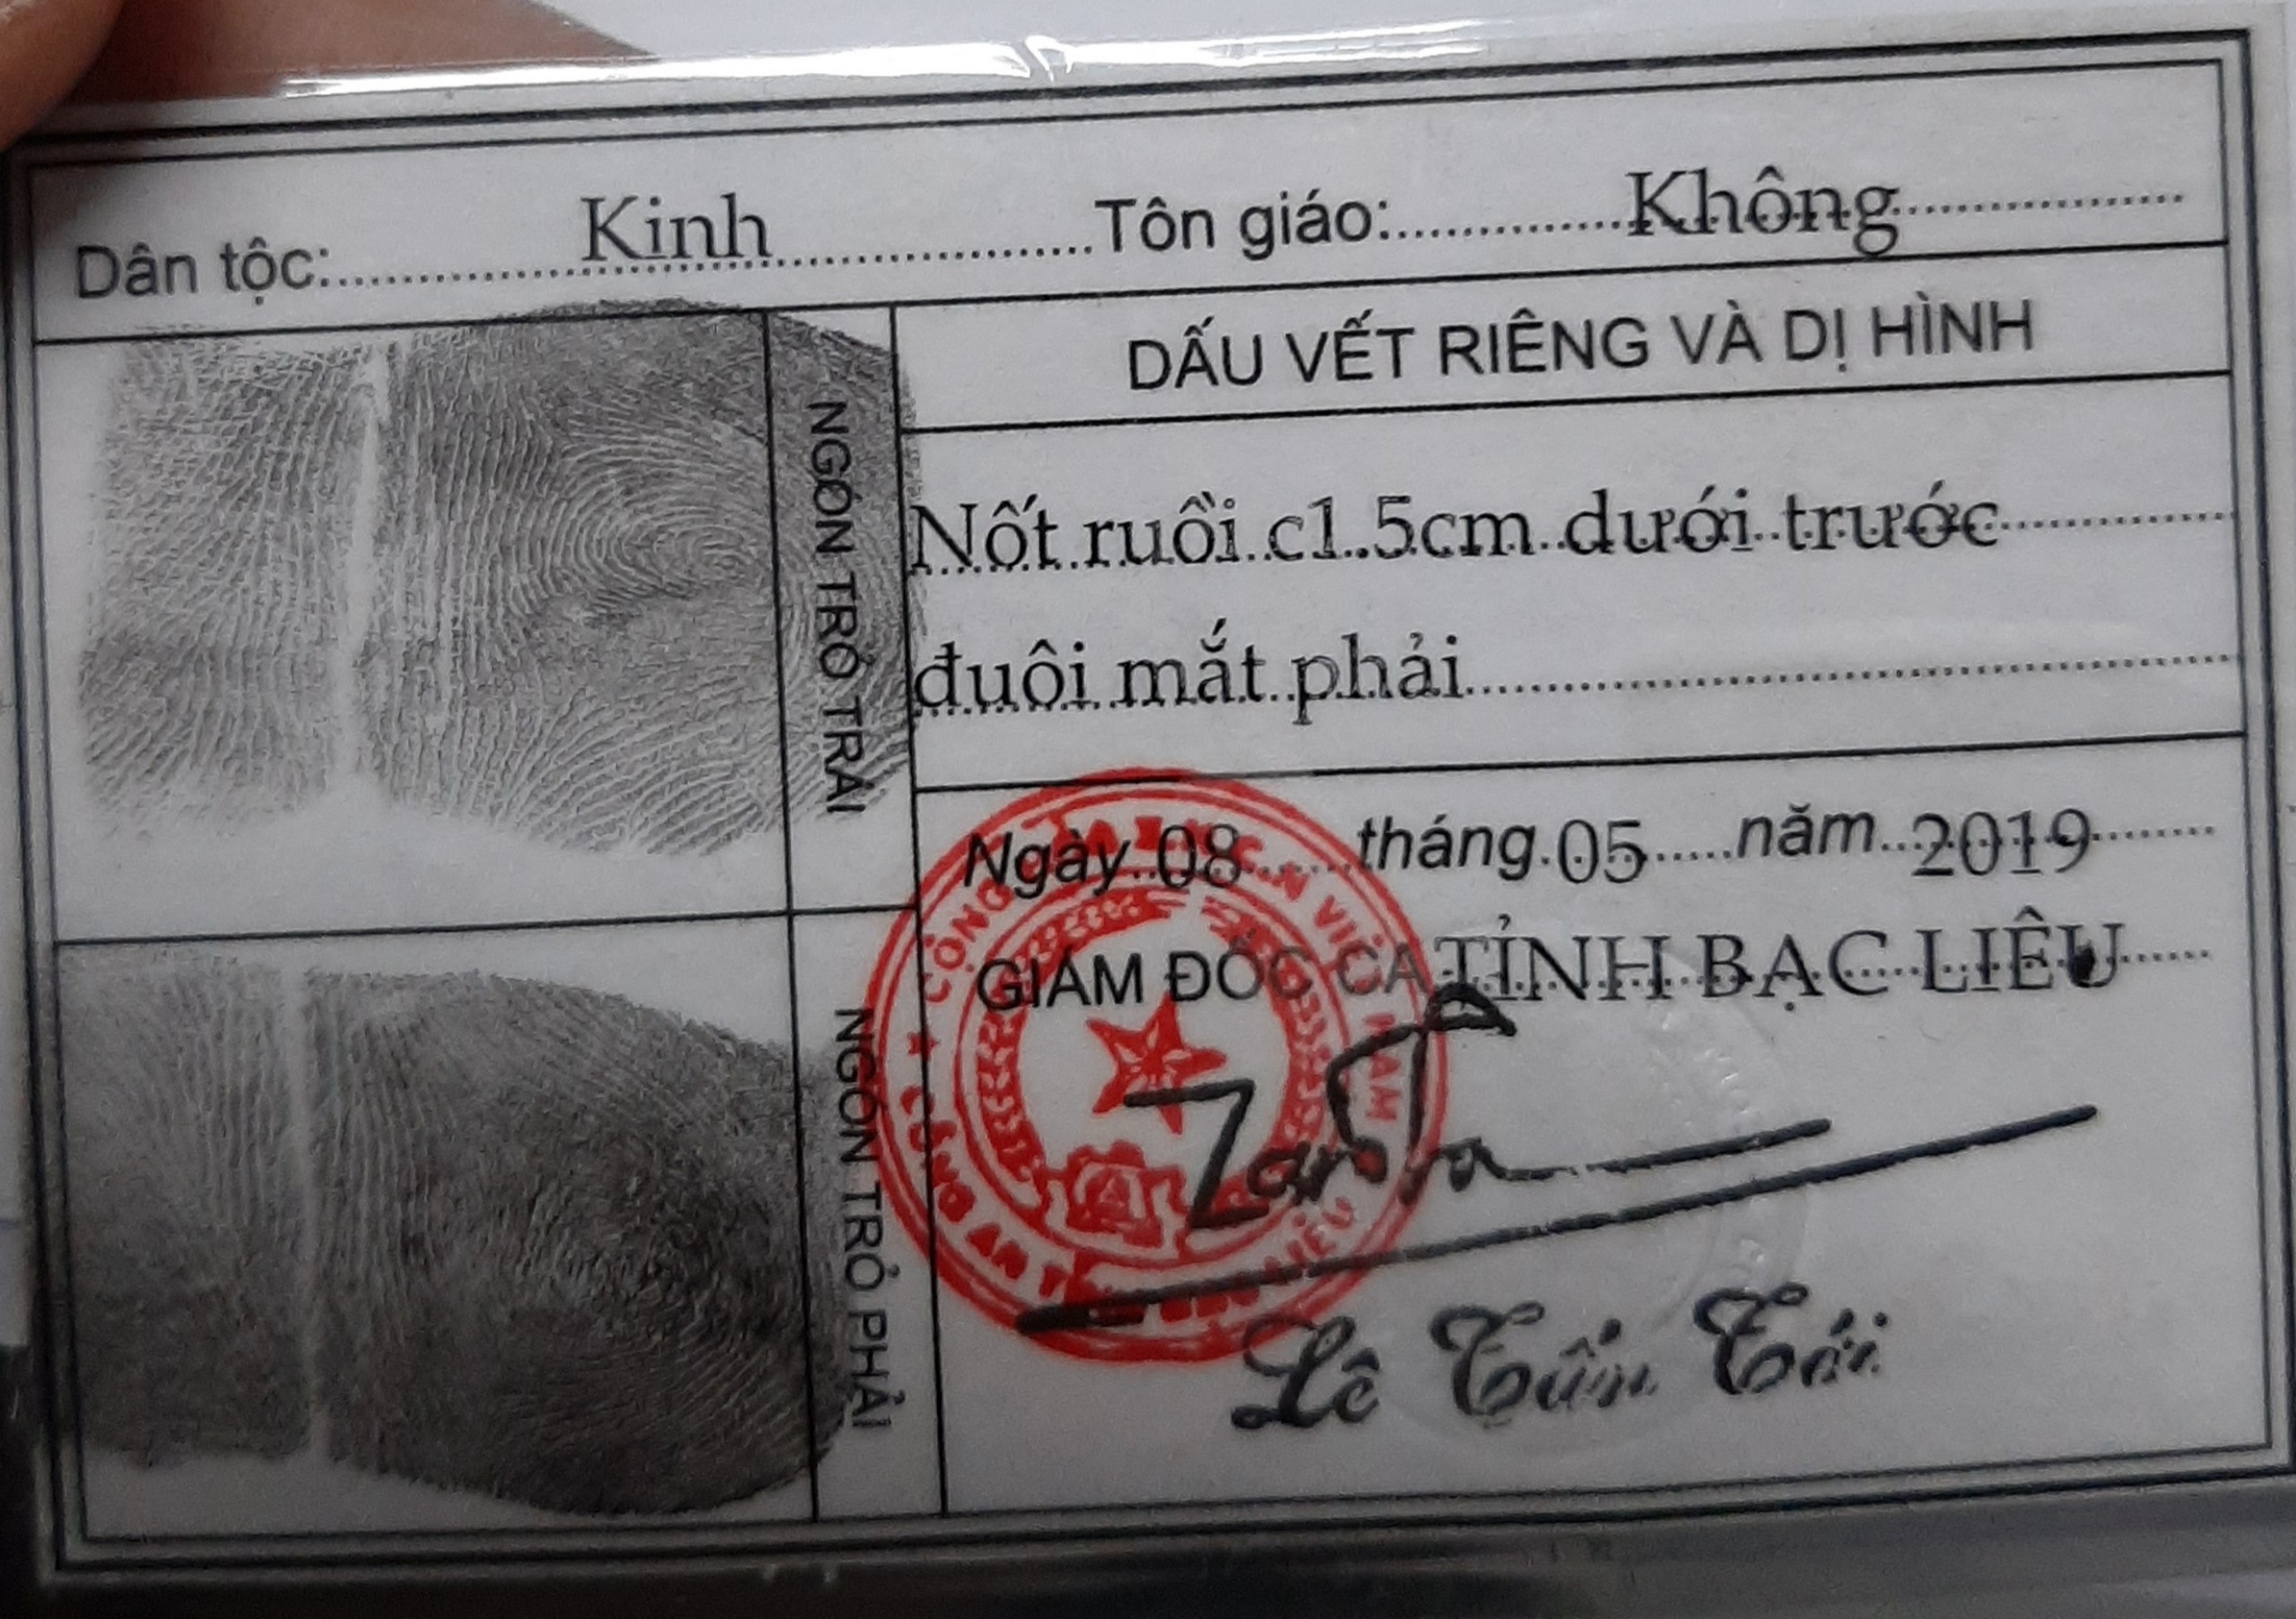 Dân tộc: Kinh Tôn giáo: Không
DẤU VẾT RIÊNG VÀ DỊ HÌNH
NGÓN TRỎ TRÁI
Nốt ruồi c1.5cm dưới trước
đuôi mắt phải
Ngày 08 tháng 05 năm 2019
GIÁM ĐỐC CA TỈNH BẠC LIÊU
NGÓN TRỎ PHẢI
Lê Tấn Tới